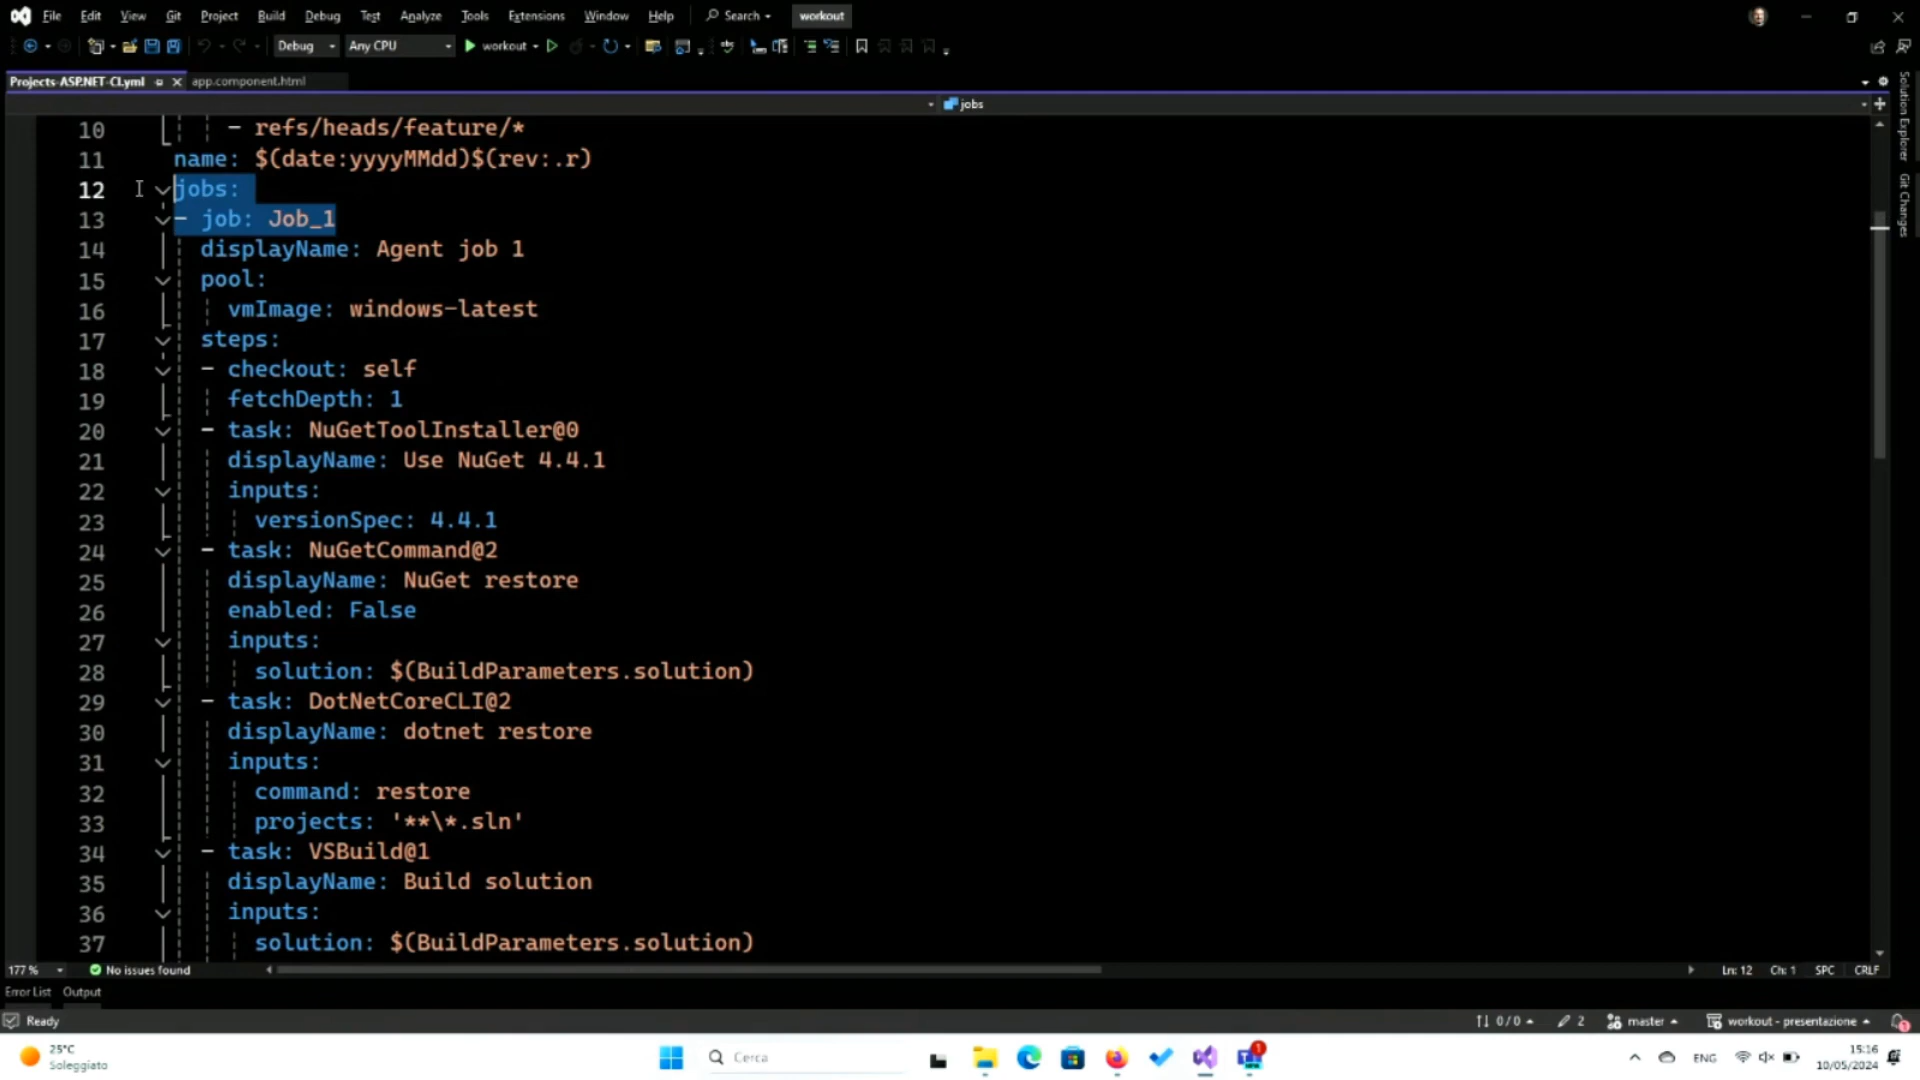 File Edit View Git Project Build Debug Test Analyze Tools Extensions Window Help Search workout
Debug Any CPU workout
Projects-ASP.NET-CI.yml app.component.html
jobs
10 - refs/heads/feature/*
11 name: $(date:yyyyMMdd)$(rev:.r)
12 jobs:
13 - job: Job_1
14 displayName: Agent job 1
15 pool:
16 vmImage: windows-latest
17 steps:
18 - checkout: self
19 fetchDepth: 1
20 - task: NuGetToolInstaller@0
21 displayName: Use NuGet 4.4.1
22 inputs:
23 versionSpec: 4.4.1
24 - task: NuGetCommand@2
25 displayName: NuGet restore
26 enabled: False
27 inputs:
28 solution: $(BuildParameters.solution)
29 - task: DotNetCoreCLI@2
30 displayName: dotnet restore
31 inputs:
32 command: restore
33 projects: '**\*.sln'
34 - task: VSBuild@1
35 displayName: Build solution
36 inputs:
37 solution: $(BuildParameters.solution)
Solution Explorer
Git Changes
177 % No issues found Ln: 12 Ch: 1 SPC CRLF
Error List Output
Ready 0 / 0 2 master workout - presentazione 1
25°C
Soleggiato
Cerca
1
ENG
15:16
10/05/2024